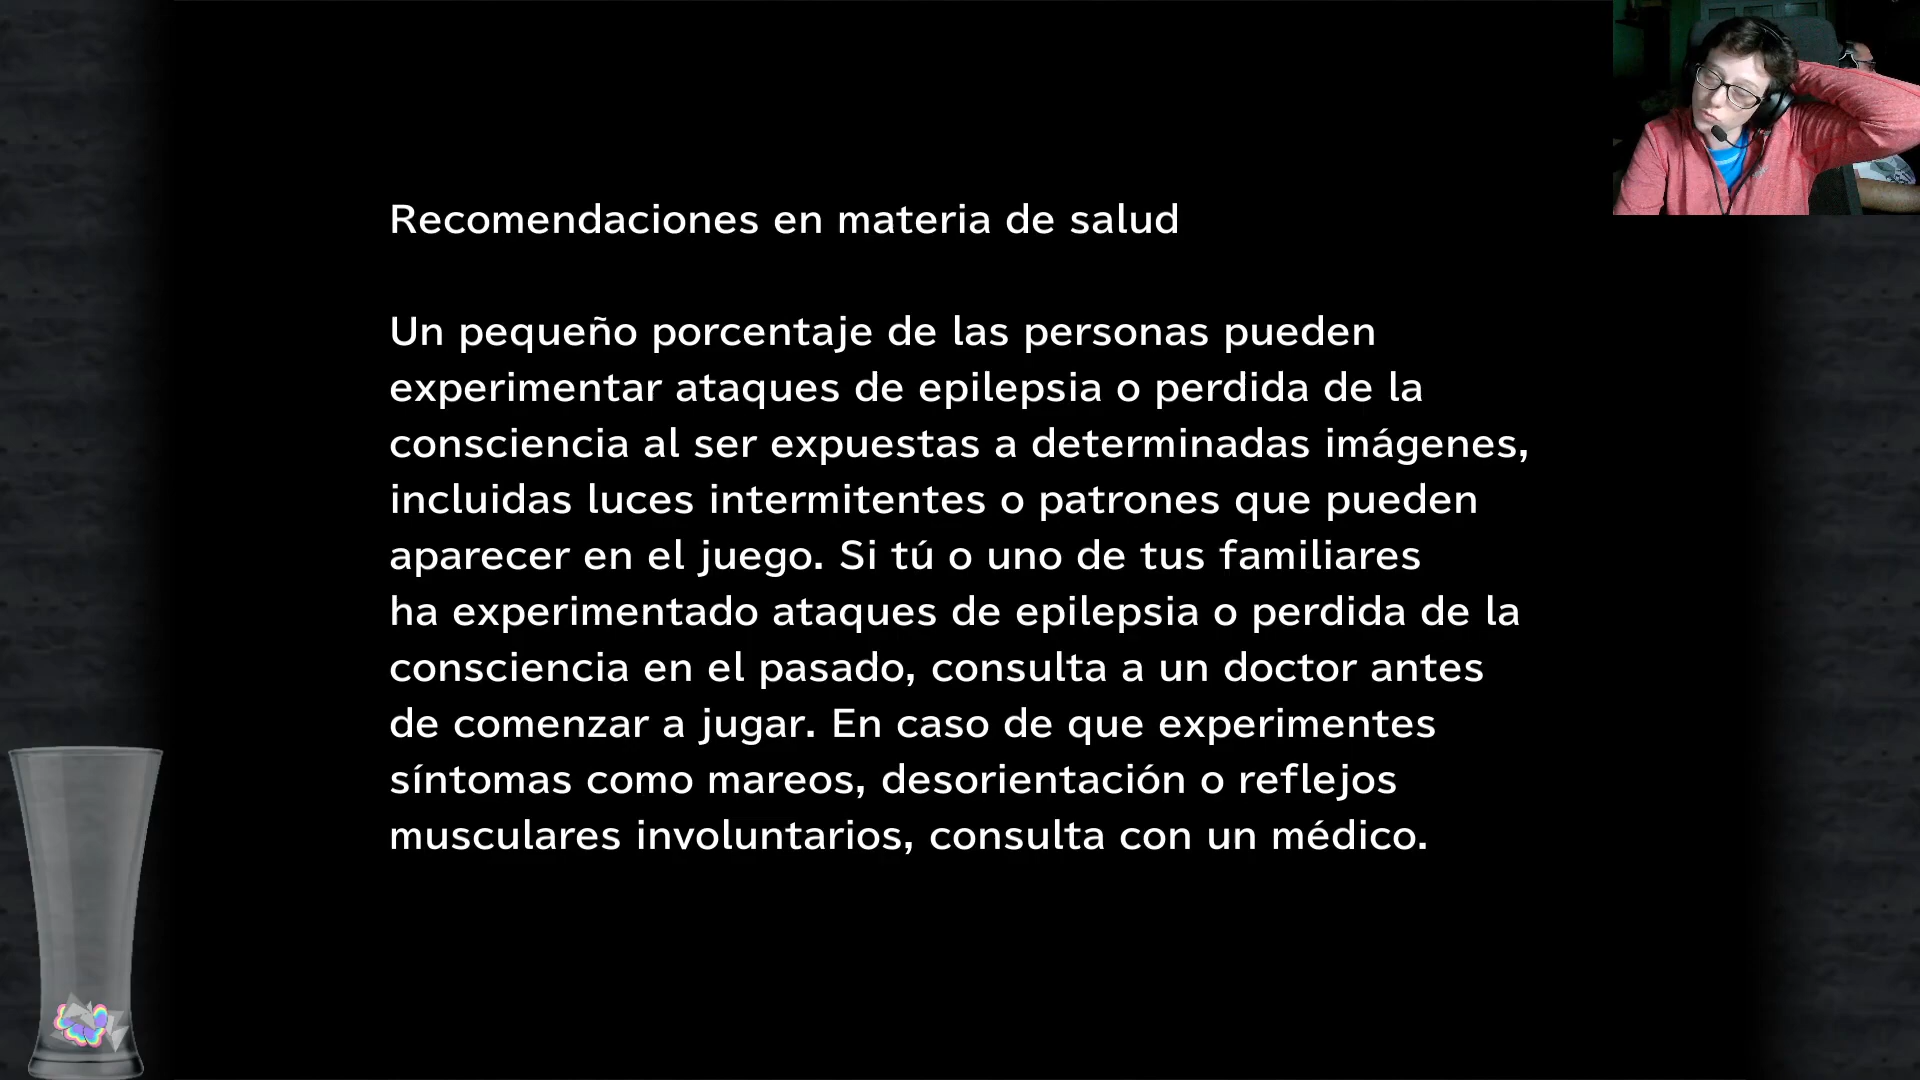 Recomendaciones en materia de salud
Un pequeño porcentaje de las personas pueden
experimentar ataques de epilepsia o perdida de la
consciencia al ser expuestas a determinadas imágenes,
incluidas luces intermitentes o patrones que pueden
aparecer en el juego. Si tú o uno de tus familiares
ha experimentado ataques de epilepsia o perdida de la
consciencia en el pasado, consulta a un doctor antes
de comenzar a jugar. En caso de que experimentes
síntomas como mareos, desorientación o reflejos
musculares involuntarios, consulta con un médico.